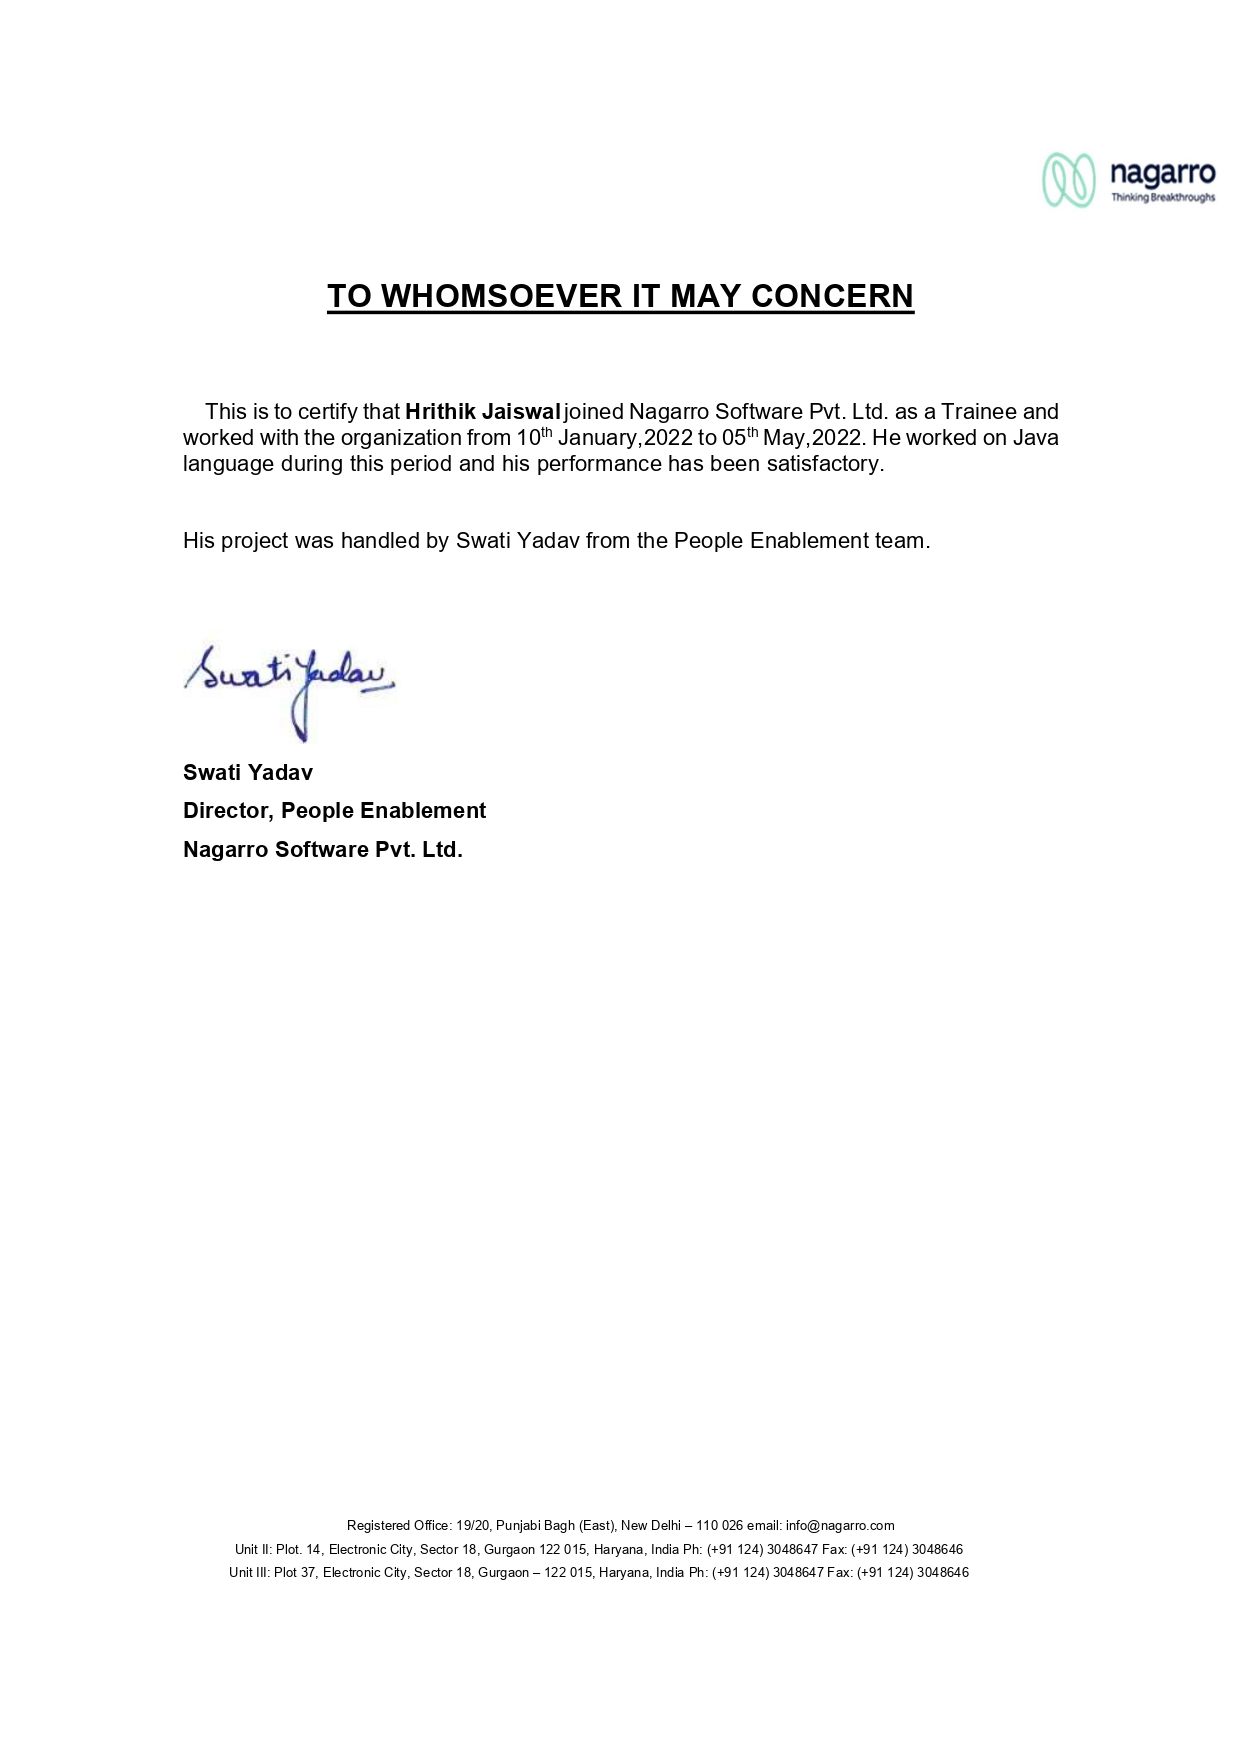 nagarro
Thinking Breakthroughs
TO WHOMSOEVER IT MAY CONCERN
This is to certify that Hrithik Jaiswal joined Nagarro Software Pvt. Ltd. as a Trainee and
worked with the organization from 10th January,2022 to 05th May,2022. He worked on Java
language during this period and his performance has been satisfactory.
His project was handled by Swati Yadav from the People Enablement team.
Swati Yadav
Swati Yadav
Director, People Enablement
Nagarro Software Pvt. Ltd.
Registered Office: 19/20, Punjabi Bagh (East), New Delhi – 110 026 email: info@nagarro.com
Unit II: Plot. 14, Electronic City, Sector 18, Gurgaon 122 015, Haryana, India Ph: (+91 124) 3048647 Fax: (+91 124) 3048646
Unit III: Plot 37, Electronic City, Sector 18, Gurgaon – 122 015, Haryana, India Ph: (+91 124) 3048647 Fax: (+91 124) 3048646